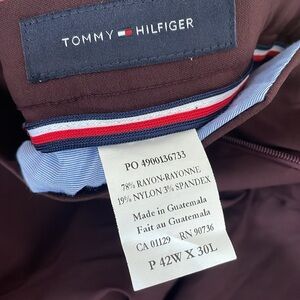 TOMMY HILFIGER
PO 4900136733
78% RAYON-RAYONNE
19% NYLON 3% SPANDEX
Made in Guatemala
Fait au Guatemala
CA 01129 RN 90736
P 42W X 30L